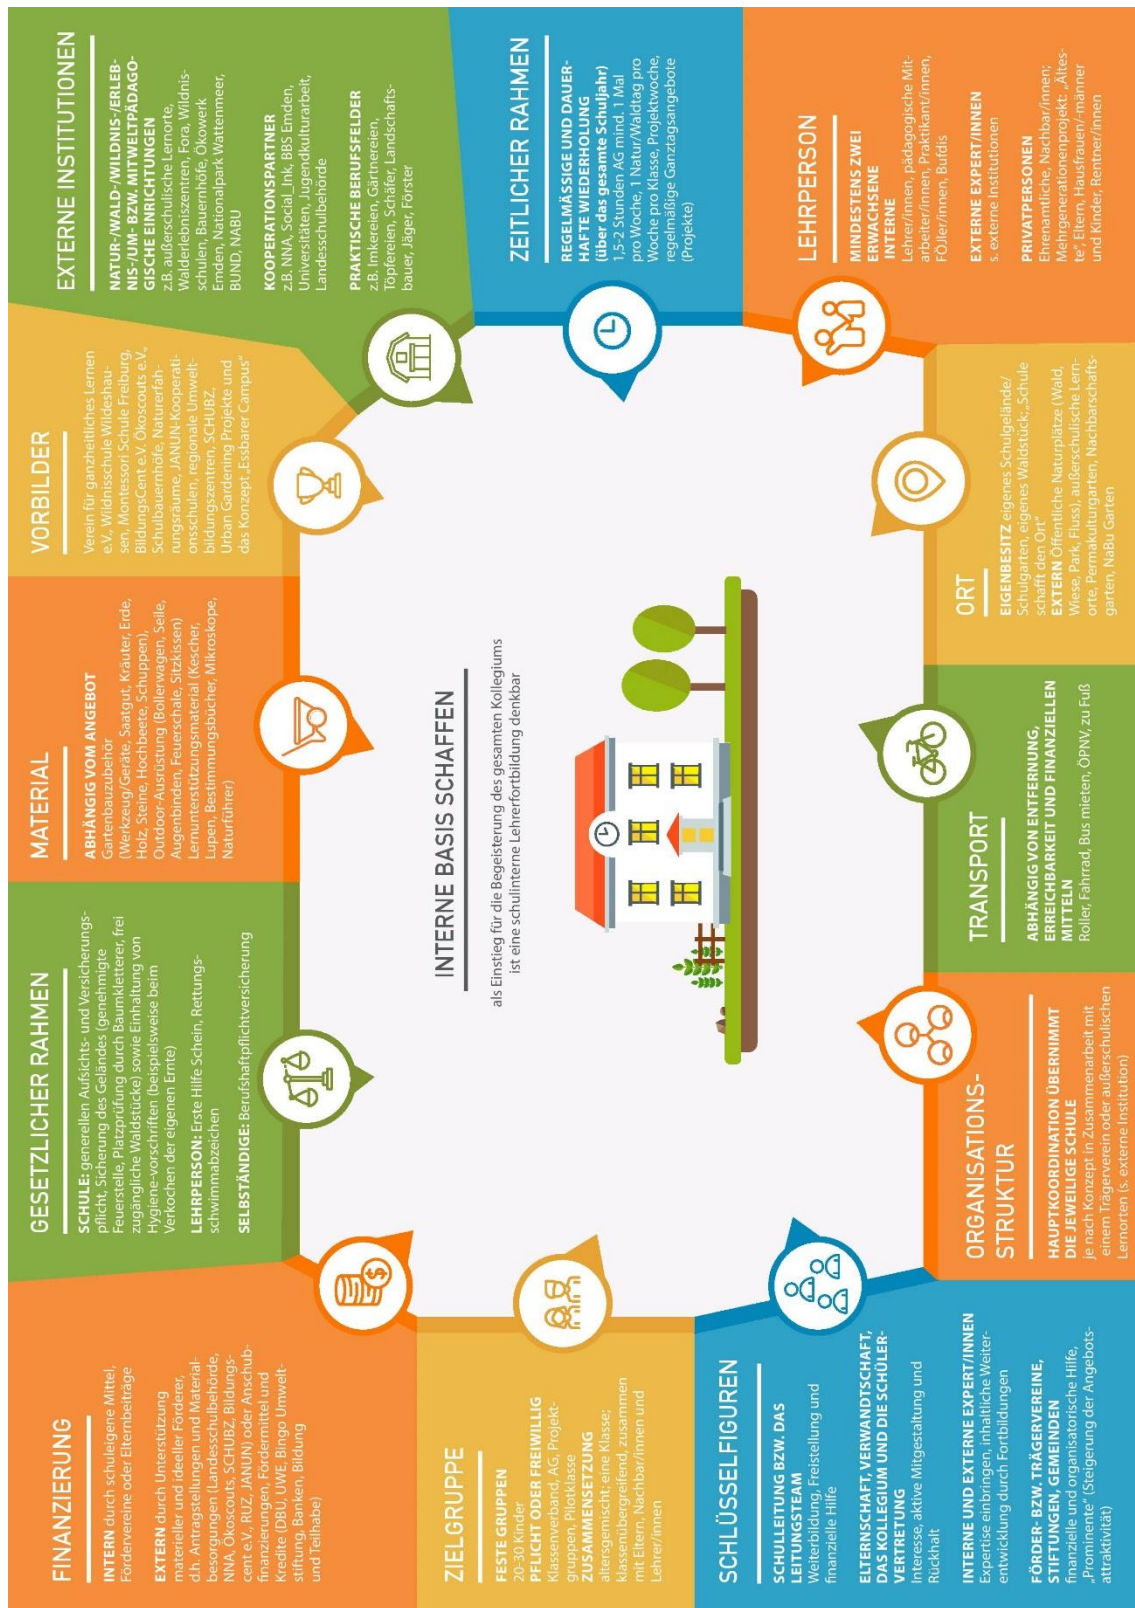 FINANZIERUNG
INTERN durch schuleigene Mittel,
Fördervereine oder Elternbeiträge
EXTERN durch Unterstützung
materieller und ideeller Förderer,
d.h. Antragstellungen und Material-
besorgungen (Landesschulbehörde,
NNA, Ökoscouts, SCHUBZ, Bildungs-
cent e.V., RUZ, JANUN) oder Anschub-
finanzierungen, Fördermittel und
Kredite (DBU, UWE, Bingo Umwelt-
stiftung, Banken, Bildung
und Teilhabe)
GESETZLICHER RAHMEN
SCHULE: generellen Aufsichts- und Versicherungs-
pflicht, Sicherung des Geländes (genehmigte
Feuerstelle, Platzprüfung durch Baumkletterer, frei
zugängliche Waldstücke) sowie Einhaltung von
Hygiene-vorschriften (beispielsweise beim
Verkochen der eigenen Ernte)
LEHRPERSON: Erste Hilfe Schein, Rettungs-
schwimmabzeichen
SELBSTÄNDIGE: Berufshaftpflichtversicherung
MATERIAL
ABHÄNGIG VOM ANGEBOT
Gartenbauzubehör
(Werkzeug/Geräte, Saatgut, Kräuter, Erde,
Holz, Steine, Hochbeete, Schuppen),
Outdoor-Ausrüstung (Bollerwagen, Seile,
Augenbinden, Feuerschale, Sitzkissen)
Lernunterstützungsmaterial (Kescher,
Lupen, Bestimmungsbücher, Mikroskope,
Naturführer)
VORBILDER
Verein für ganzheitliches Lernen
e.V., Wildnisschule Wildeshau-
sen, Montessori Schule Freiburg,
BildungsCent e.V. Ökoscouts e.V.,
Schulbauernhöfe, Naturerfah-
rungsräume, JANUN-Kooperati-
onsschulen, regionale Umwelt-
bildungszentren, SCHUBZ,
Urban Gardening Projekte und
das Konzept „Essbarer Campus“
EXTERNE INSTITUTIONEN
NATUR-/WALD-/WILDNIS-/ERLEB-
NIS-/UM- BZW. MITWELTPÄDAGO-
GISCHE EINRICHTUNGEN
z.B. außerschulische Lernorte,
Walderlebniszentren, Fora, Wildnis-
schulen, Bauernhöfe, Ökowerk
Emden, Nationalpark Wattenmeer,
BUND, NABU
KOOPERATIONSPARTNER
z.B. NNA, Social_Ink, BBS Emden,
Universitäten, Jugendkulturarbeit,
Landesschulbehörde
PRAKTISCHE BERUFSFELDER
z.B. Imkereien, Gärtnereien,
Töpfereien, Schäfer, Landschafts-
bauer, Jäger, Förster
ZIELGRUPPE
FESTE GRUPPEN
20-30 Kinder
PFLICHT ODER FREIWILLIG
Klassenverband, AG, Projekt-
gruppen, Pilotklasse
ZUSAMMENSETZUNG
altersgemischt; eine Klasse;
klassenübergreifend, zusammen
mit Eltern, Nachbar/innen und
Lehrer/innen
INTERNE BASIS SCHAFFEN
als Einstieg für die Begeisterung des gesamten Kollegiums
ist eine schulinterne Lehrerfortbildung denkbar
ZEITLICHER RAHMEN
REGELMÄSSIGE UND DAUER-
HAFTE WIEDERHOLUNG
(über das gesamte Schuljahr)
1,5-2 Stunden AG mind. 1 Mal
pro Woche, 1 Natur/Waldtag pro
Woche pro Klasse, Projektwoche,
regelmäßige Ganztagsangebote
(Projekte)
SCHLÜSSELFIGUREN
SCHULLEITUNG BZW. DAS
LEITUNGSTEAM
Weiterbildung, Freistellung und
finanzielle Hilfe
ELTERNSCHAFT, VERWANDTSCHAFT,
DAS KOLLEGIUM UND DIE SCHÜLER-
VERTRETUNG
Interesse, aktive Mitgestaltung und
Rückhalt
INTERNE UND EXTERNE EXPERT/INNEN
Expertise einbringen, inhaltliche Weiter-
entwicklung durch Fortbildungen
FÖRDER- BZW. TRÄGERVEREINE,
STIFTUNGEN, GEMEINDEN
finanzielle und organisatorische Hilfe,
„Prominente“ (Steigerung der Angebots-
attraktivität)
ORGANISATIONS-
STRUKTUR
HAUPTKOORDINATION ÜBERNIMMT
DIE JEWEILIGE SCHULE
je nach Konzept in Zusammenarbeit mit
einem Trägerverein oder außerschulischen
Lernorten (s. externe Institution)
TRANSPORT
ABHÄNGIG VON ENTFERNUNG,
ERREICHBARKEIT UND FINANZIELLEN
MITTELN
Roller, Fahrrad, Bus mieten, ÖPNV, zu Fuß
ORT
EIGENBESITZ eigenes Schulgelände/
Schulgarten, eigenes Waldstück; „Schule
schafft den Ort“
EXTERN Öffentliche Naturplätze (Wald,
Wiese, Park, Fluss), außerschulische Lern-
orte, Permakulturgarten, Nachbarschafts-
garten, NaBu Garten
LEHRPERSON
MINDESTENS ZWEI
ERWACHSENE
INTERNE
Lehrer/innen, pädagogische Mit-
arbeiter/innen, Praktikant/innen,
FÖJler/innen, Bufdis
EXTERNE EXPERT/INNEN
s. externe Institutionen
PRIVATPERSONEN
Ehrenamtliche, Nachbar/innen;
Mehrgenerationenprojekt: „Ältes-
te“, Eltern, Hausfrauen/-männer
und Kinder, Rentner/innen